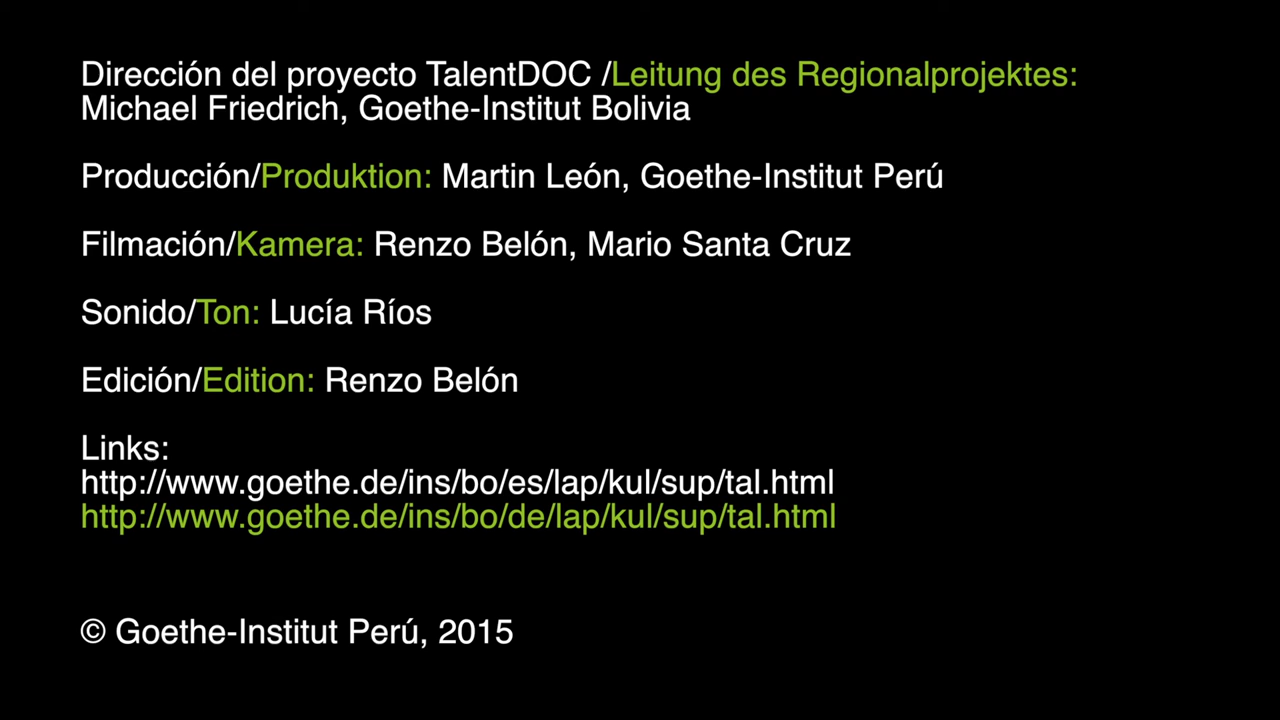 Dirección del proyecto TalentDOC /Leitung des Regionalprojektes:
Michael Friedrich, Goethe-Institut Bolivia
Producción/Produktion: Martin León, Goethe-Institut Perú
Filmación/Kamera: Renzo Belón, Mario Santa Cruz
Sonido/Ton: Lucía Ríos
Edición/Edition: Renzo Belón
Links:
http://www.goethe.de/ins/bo/es/lap/kul/sup/tal.html
http://www.goethe.de/ins/bo/de/lap/kul/sup/tal.html
© Goethe-Institut Perú, 2015